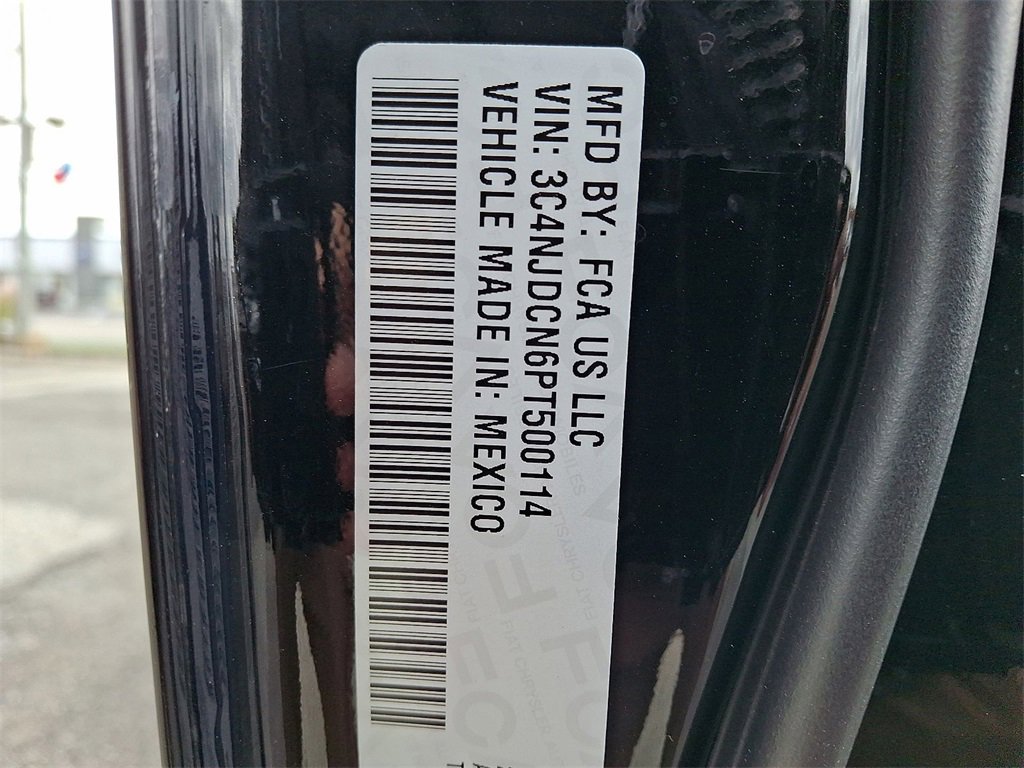 MFD BY: FCA US LLC
VIN: 3C4NJDCN6PT500114
VEHICLE MADE IN: MEXICO